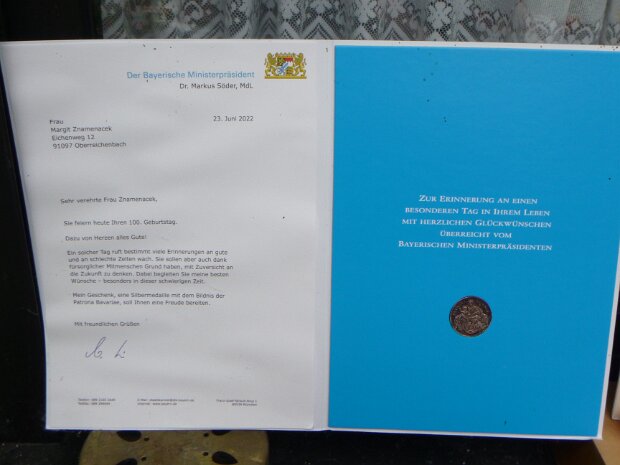 Der Bayerische Ministerpräsident
Dr. Markus Söder, MdL
Frau
Margit Znamenacek
Eichenweg 12
91097 Oberreichenbach
23. Juni 2022
Sehr verehrte Frau Znamenacek,
Sie feiern heute Ihren 100. Geburtstag.
Dazu von Herzen alles Gute!
Ein solcher Tag ruft bestimmt viele Erinnerungen an gute
und an schlechte Zeiten wach. Sie sollen aber auch dank
fürsorglicher Mitmenschen Grund haben, mit Zuversicht an
die Zukunft zu denken. Dabei begleiten Sie meine besten
Wünsche – besonders in dieser schwierigen Zeit.
Mein Geschenk, eine Silbermedaille mit dem Bildnis der
Patrona Bavariae, soll Ihnen eine Freude bereiten.
Mit freundlichen Grüßen
ZUR ERINNERUNG AN EINEN
BESONDEREN TAG IN IHREM LEBEN
MIT HERZLICHEN GLÜCKWÜNSCHEN
ÜBERREICHT VOM
BAYERISCHEN MINISTERPRÄSIDENTEN